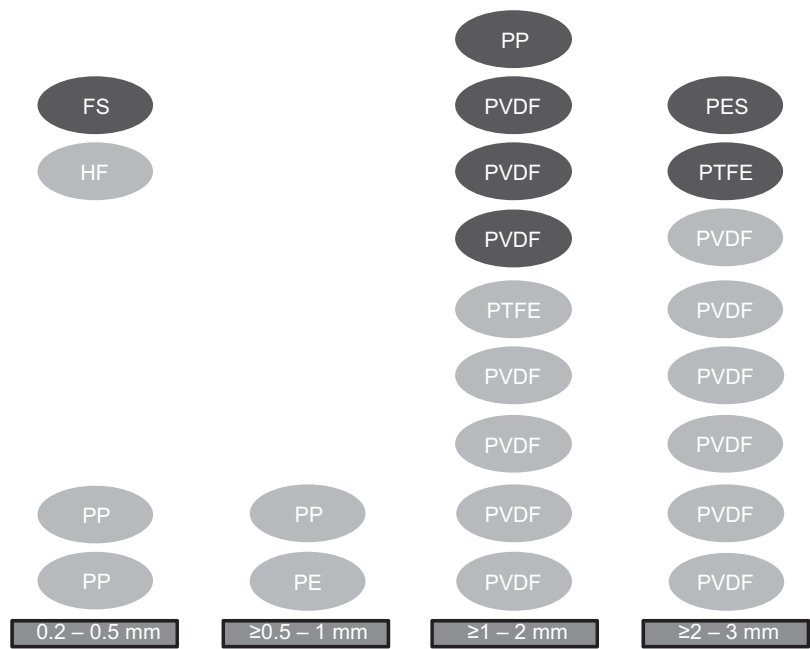 PP
FS PVDF PES
HF PVDF PTFE
PVDF PVDF
PTFE PVDF
PVDF PVDF
PVDF PVDF
PP PP PVDF PVDF
PP PE PVDF PVDF
0.2 – 0.5 mm ≥0.5 – 1 mm ≥1 – 2 mm ≥2 – 3 mm